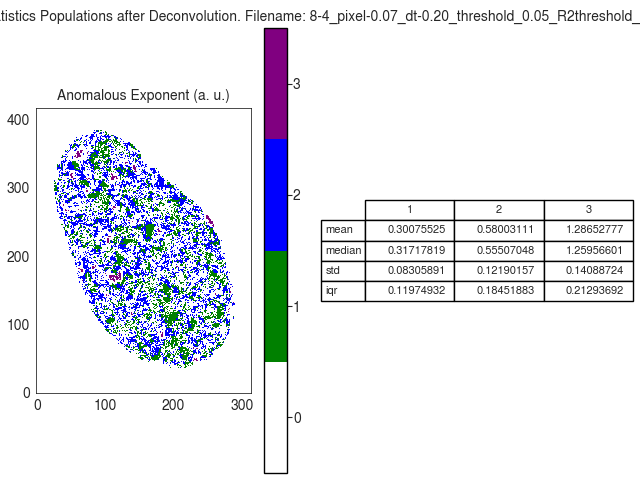 tistics Populations after Deconvolution. Filename: 8-4_pixel-0.07_dt-0.20_threshold_0.05_R2threshold_
Anomalous Exponent (a. u.)
400
300
200
100
0
0 100 200 300
3
2
1
0
1 2 3
mean 0.30075525 0.58003111 1.28652777
median 0.31717819 0.55507048 1.25956601
std 0.08305891 0.12190157 0.14088724
iqr 0.11974932 0.18451883 0.21293692